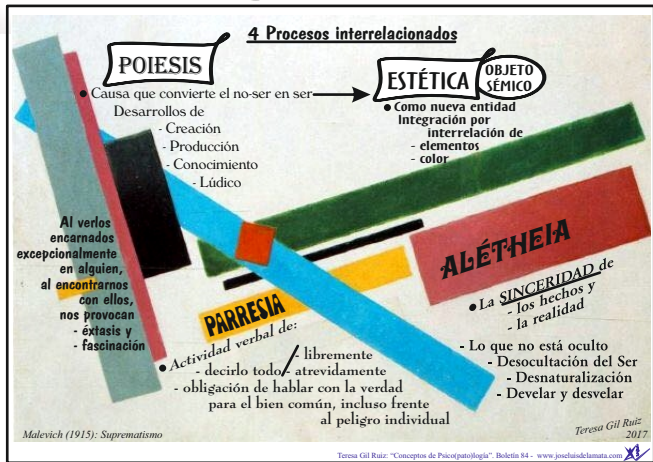 4 Procesos interrelacionados
POIESIS
● Causa que convierte el no-ser en ser
Desarrollos de
- Creación
- Producción
- Conocimiento
- Lúdico
ESTÉTICA
OBJETO
SÉMICO
● Como nueva entidad
Integración por
interrelación de
- elementos
- color
Al verlos
encarnados
excepcionalmente
en alguien,
al encontrarnos
con ellos,
nos provocan
- éxtasis y
- fascinación
PARRESIA
● Actividad verbal de:
- libremente
- decirlo todo / - atrevidamente
- obligación de hablar con la verdad
para el bien común, incluso frente
al peligro individual
ALÉTHEIA
● La SINCERIDAD de
- los hechos y
- la realidad
- Lo que no está oculto
- Desocultación del Ser
- Desnaturalización
- Develar y desvelar
Malevich (1915): Suprematismo
Teresa Gil Ruiz
2017
Teresa Gil Ruiz: "Conceptos de Psico(pato)logía". Boletín 84 - www.joseluisdelamata.com